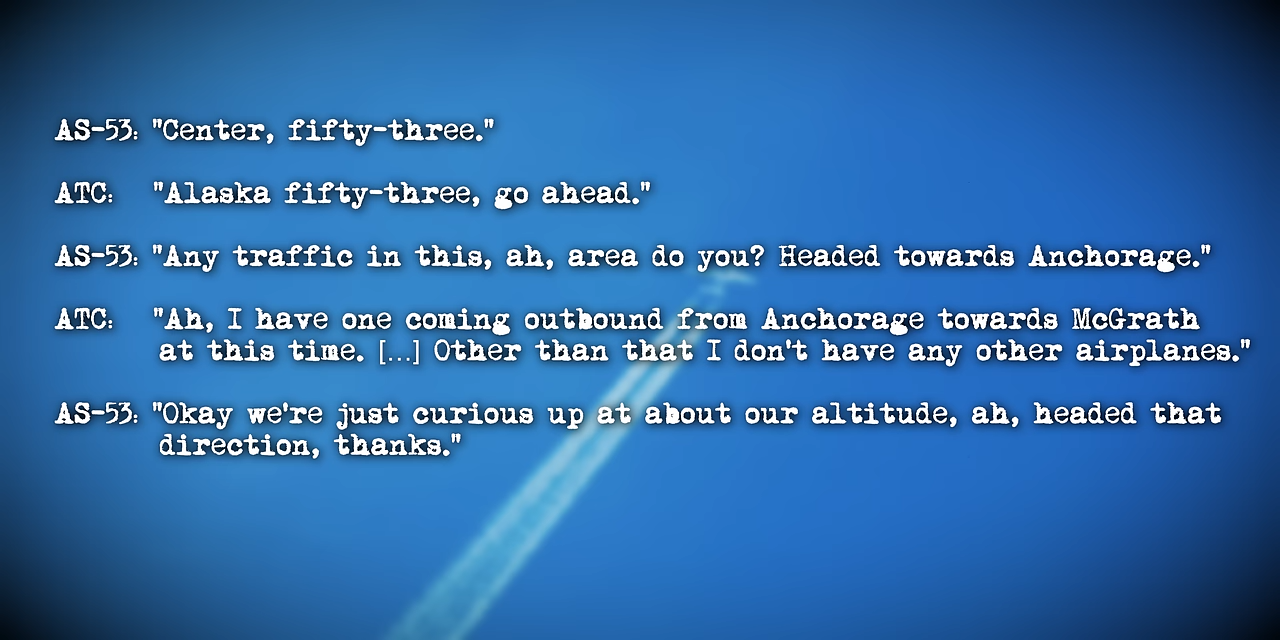 AS-53: "Center, fifty-three."
ATC: "Alaska fifty-three, go ahead."
AS-53: "Any traffic in this, ah, area do you? Headed towards Anchorage."
ATC: "Ah, I have one coming outbound from Anchorage towards McGrath
at this time. [...] Other than that I don't have any other airplanes."
AS-53: "Okay we're just curious up at about our altitude, ah, headed that
direction, thanks."